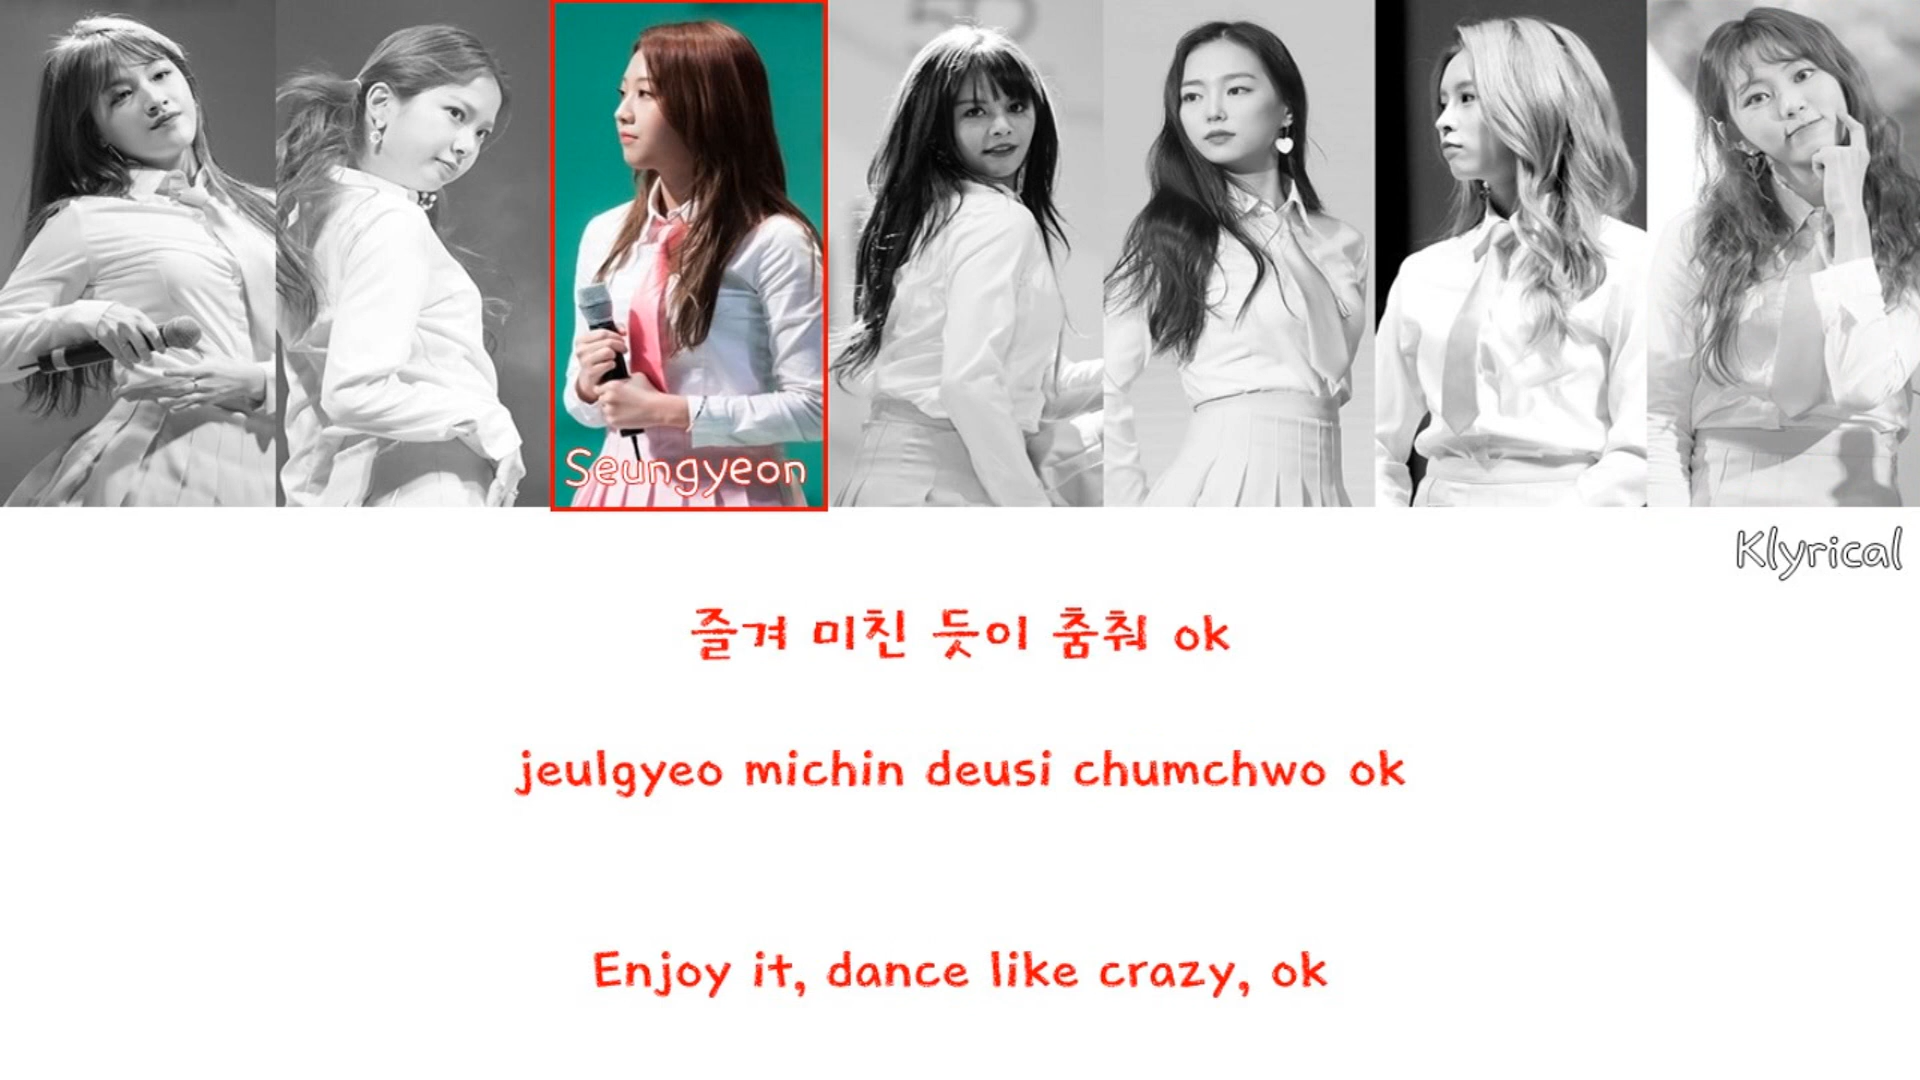 Seungyeon
Klyrical
즐겨 미친 듯이 춤춰 ok
jeulgyeo michin deusi chumchwo ok
Enjoy it, dance like crazy, ok